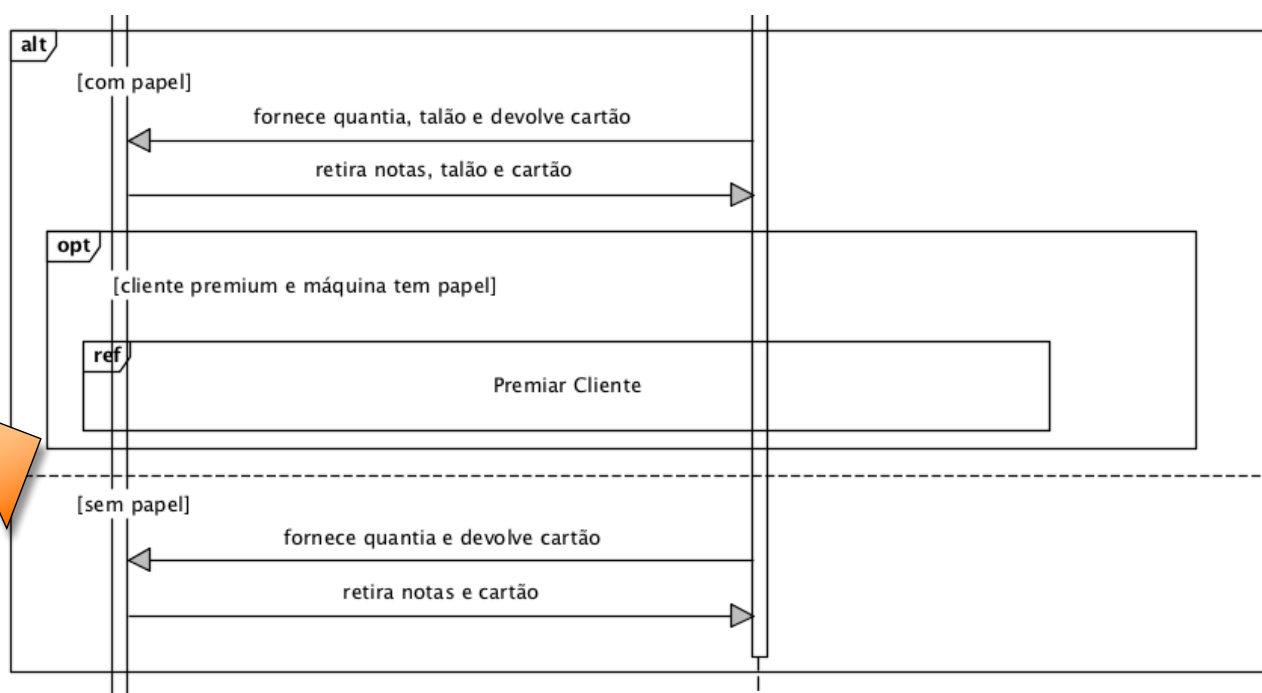 alt
[com papel]
fornece quantia, talão e devolve cartão
retira notas, talão e cartão
opt
[cliente premium e máquina tem papel]
ref
Premiar Cliente
[sem papel]
fornece quantia e devolve cartão
retira notas e cartão